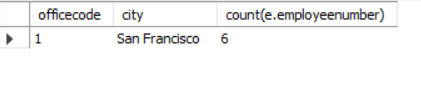 officecode city count(e.employeenumber)
1 San Francisco 6